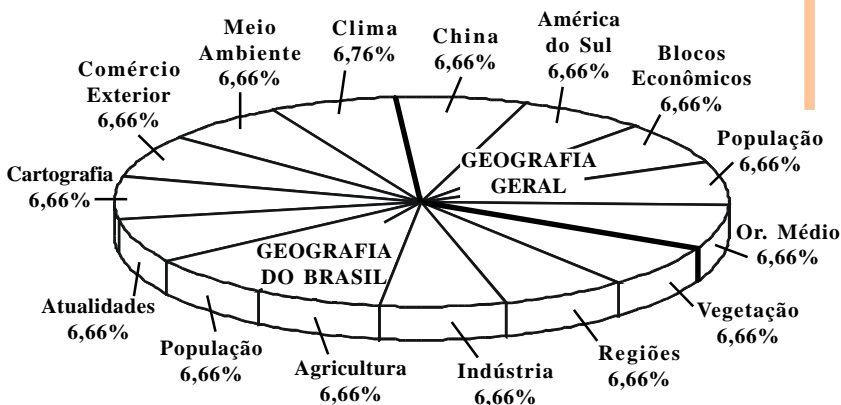 Clima
6,76%
China
6,66%
América
do Sul
6,66%
Blocos
Econômicos
6,66%
População
6,66%
Or. Médio
6,66%
Vegetação
6,66%
Regiões
6,66%
Indústria
6,66%
Agricultura
6,66%
População
6,66%
Atualidades
6,66%
Cartografia
6,66%
Comércio
Exterior
6,66%
Meio
Ambiente
6,66%
GEOGRAFIA
GERAL
GEOGRAFIA
DO BRASIL